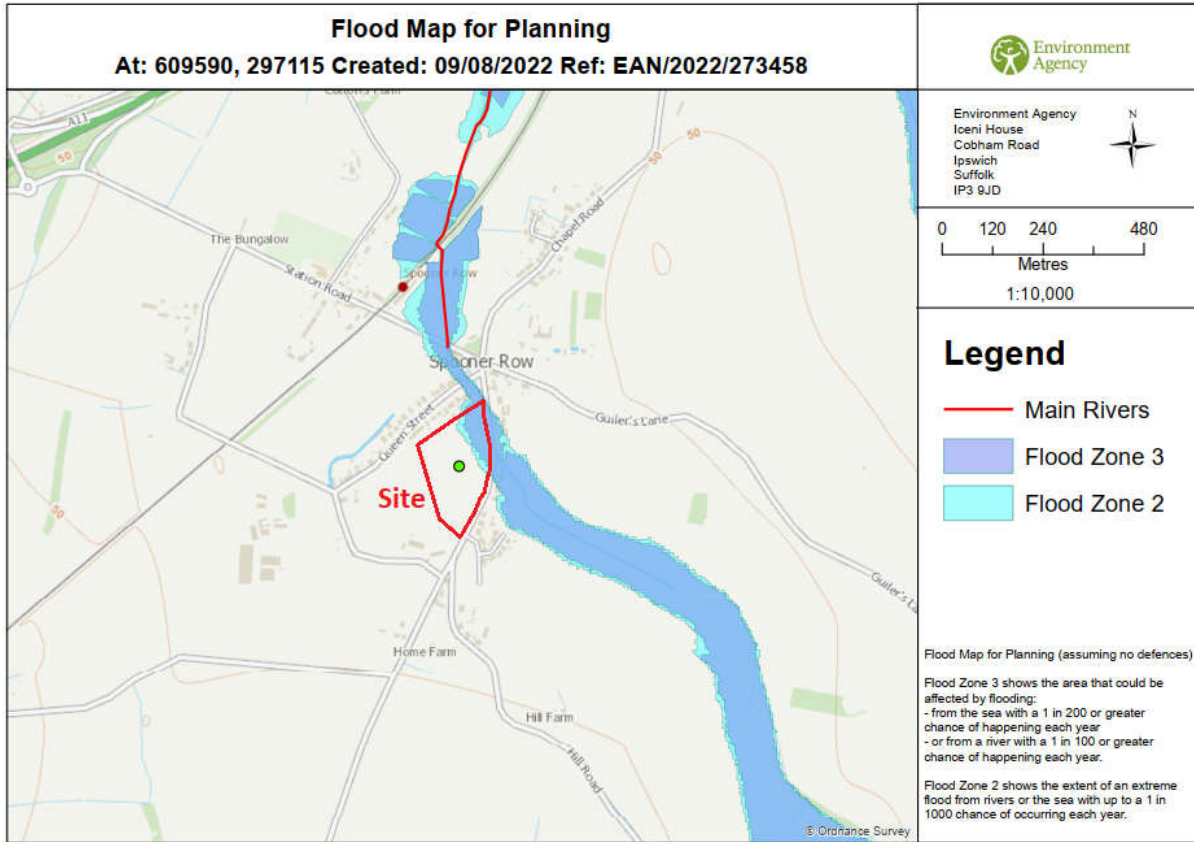 Flood Map for Planning
At: 609590, 297115 Created: 09/08/2022 Ref: EAN/2022/273458
Environment
Agency
Environment Agency
Iceni House
Cobham Road
Ipswich
Suffolk
IP3 9JD
N
0 120 240 480
Metres
1:10,000
Legend
Main Rivers
Flood Zone 3
Flood Zone 2
Flood Map for Planning (assuming no defences)
Flood Zone 3 shows the area that could be
affected by flooding:
- from the sea with a 1 in 200 or greater
chance of happening each year
- or from a river with a 1 in 100 or greater
chance of happening each year.
Flood Zone 2 shows the extent of an extreme
flood from rivers or the sea with up to a 1 in
1000 chance of occurring each year.
A11
50
50
50
The Bungalow
Station Road
Chapel Road
Spooner Row
Spooner Row
Queen Street
Guiler's Lane
Site
50
Guiler's La
Home Farm
Hill Farm
Hill Road
© Ordnance Survey